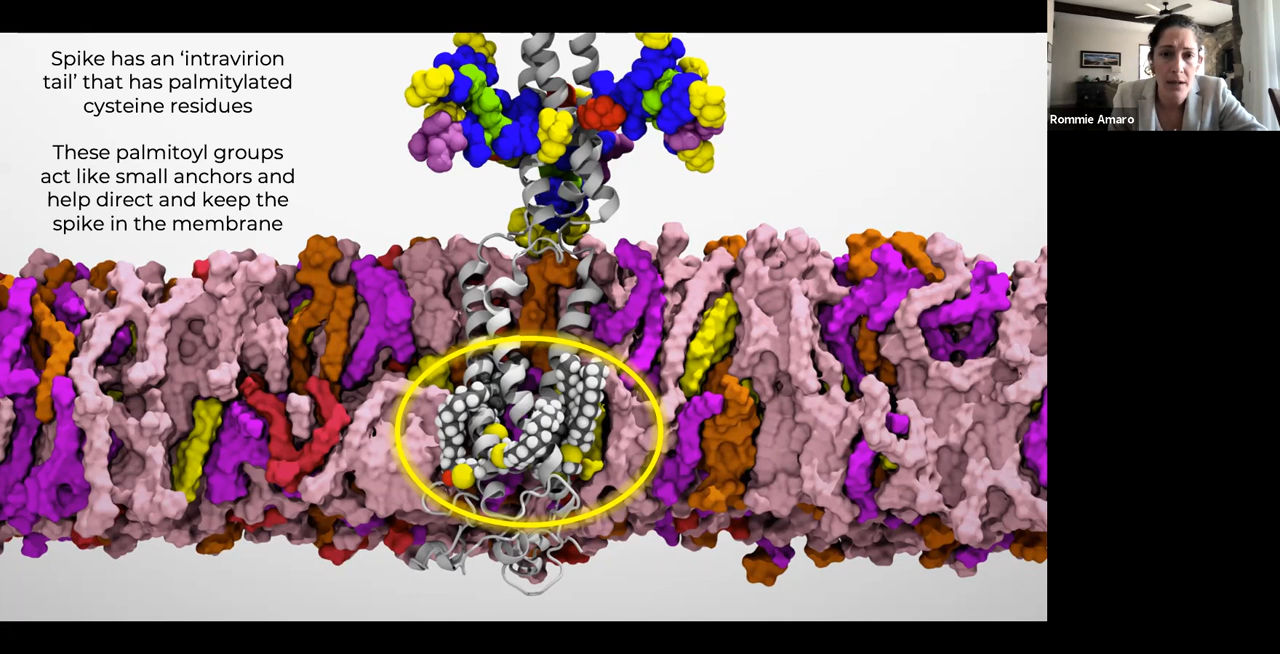 Spike has an ‘intravirion
tail’ that has palmitylated
cysteine residues
These palmitoyl groups
act like small anchors and
help direct and keep the
spike in the membrane
Rommie Amaro